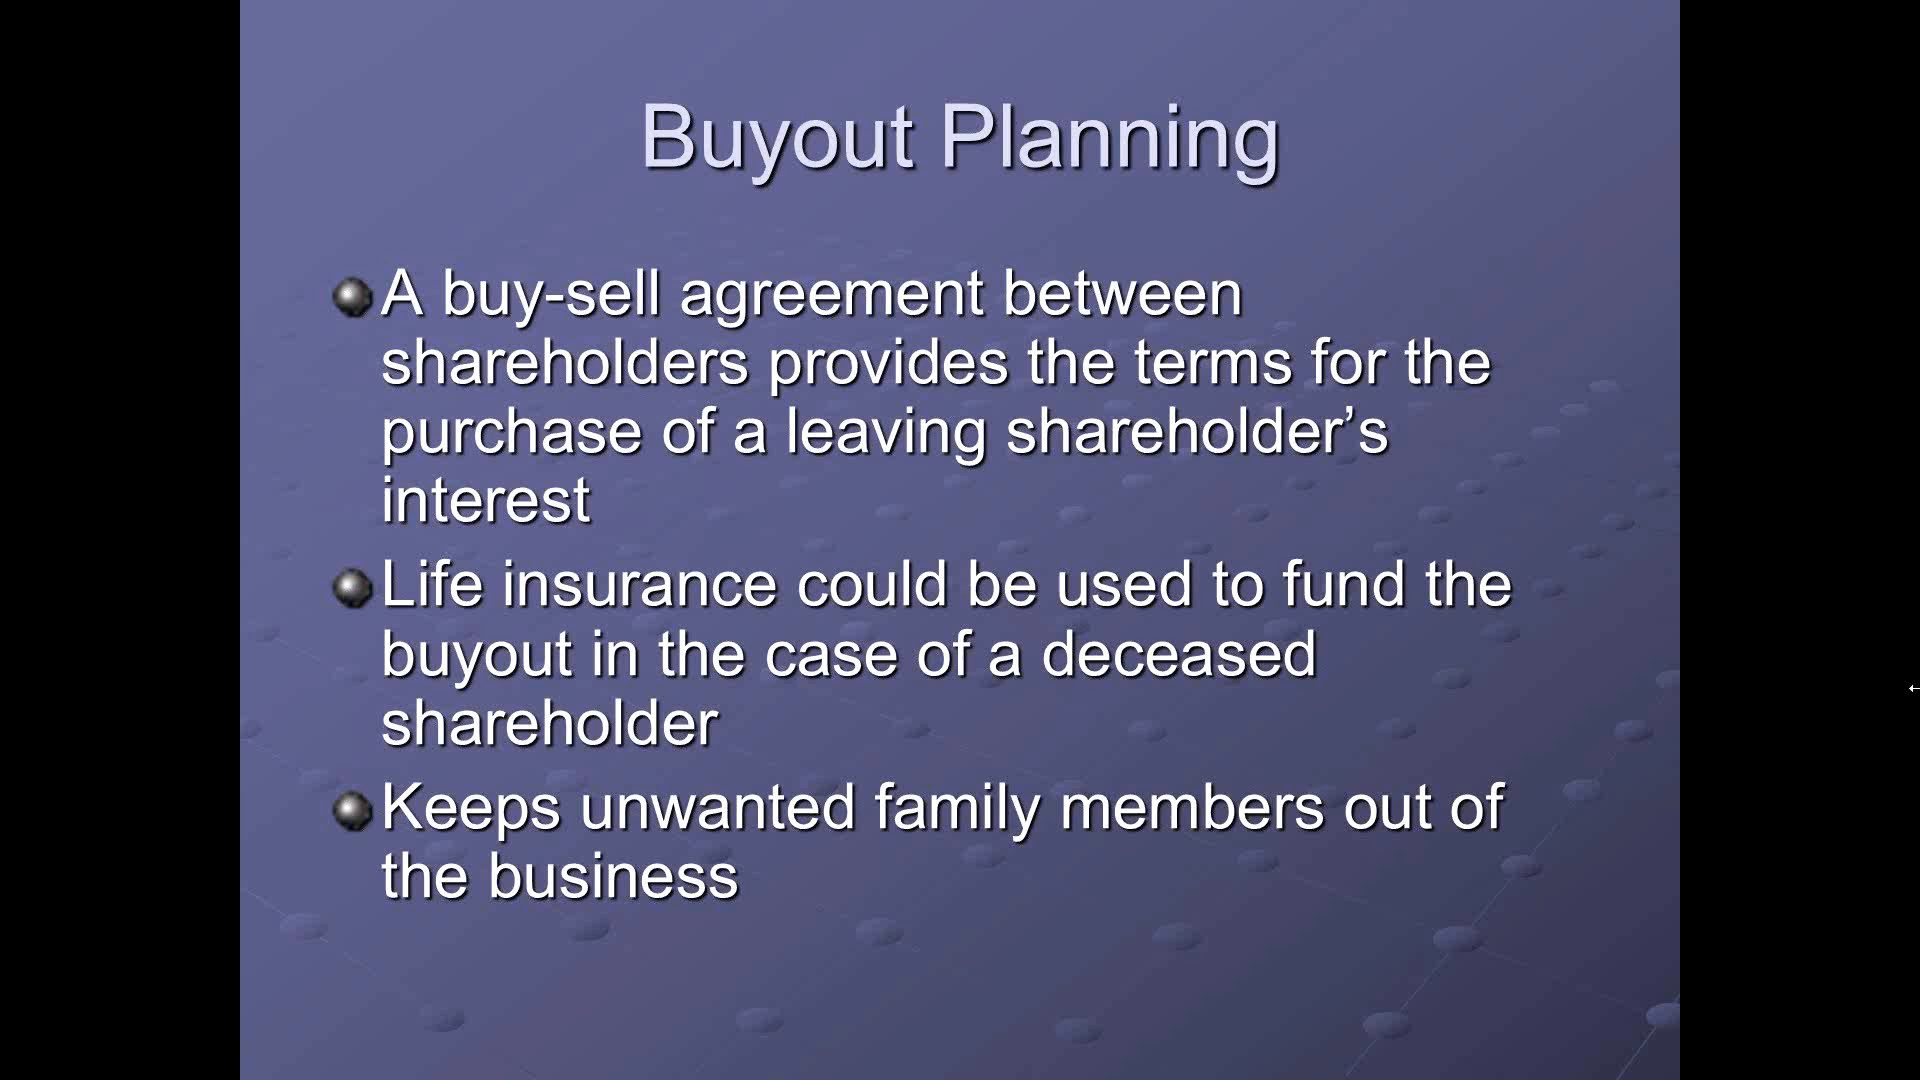 Buyout Planning
A buy-sell agreement between
shareholders provides the terms for the
purchase of a leaving shareholder’s
interest
Life insurance could be used to fund the
buyout in the case of a deceased
shareholder
Keeps unwanted family members out of
the business